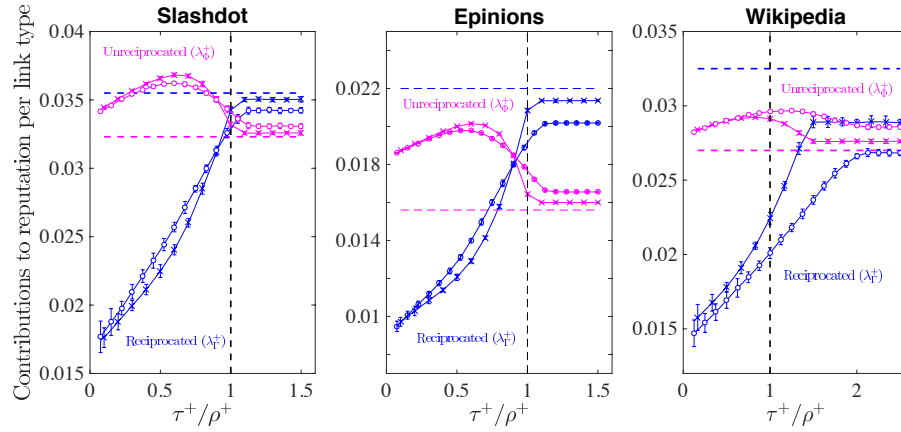 Slashdot
Epinions
Wikipedia
Contributions to reputation per link type
0.04
0.035
0.03
0.025
0.02
0.015
Unreciprocated (λ
Reciprocated (λ
0
0.5
1
1.5
τ⁺/ρ⁺
0.022
0.018
0.014
0.01
Unreciprocated (λ
Reciprocated (λ
0
0.5
1
1.5
τ⁺/ρ⁺
0.035
0.03
0.025
0.02
0.015
Unreciprocated (λ
Reciprocated (λ
0
1
2
τ⁺/ρ⁺